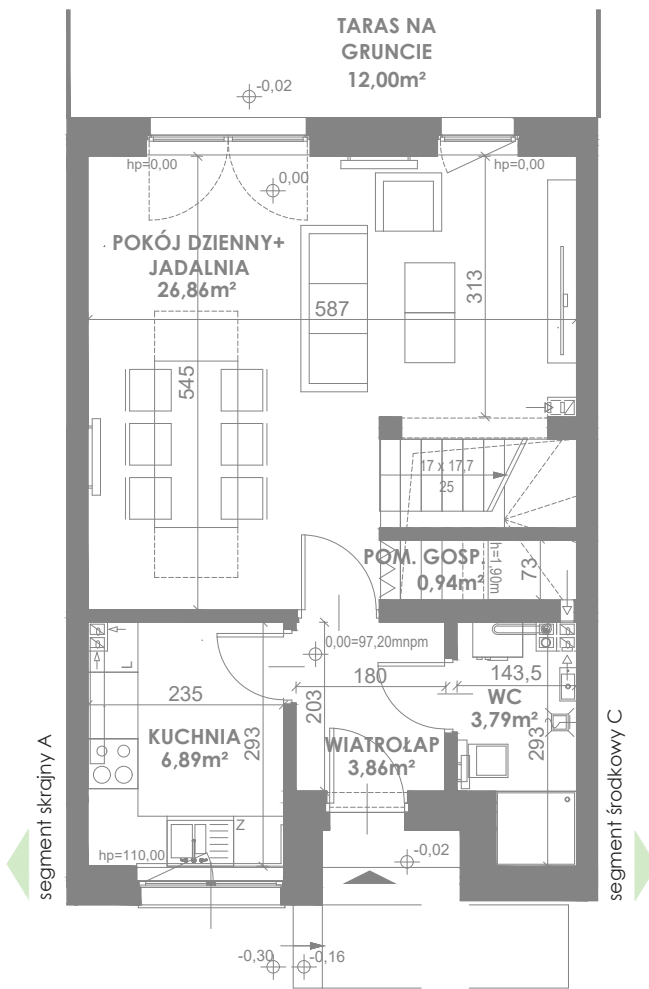 TARAS NA
GRUNCIE
12,00m²
-0,02
hp=0,00
hp=0,00
0,00
POKÓJ DZIENNY+
JADALNIA
26,86m²
313
587
545
17 x 17,7
25
POM. GOSP.
0,94m²
h=1,90m
73
0,00=97,20mnpm
180
143,5
235
203
WC
3,79m²
KUCHNIA
6,89m²
293
WIATROŁAP
3,86m²
293
L
Z
hp=110,00
-0,02
segment skrajny A
segment środkowy C
-0,30
-0,16